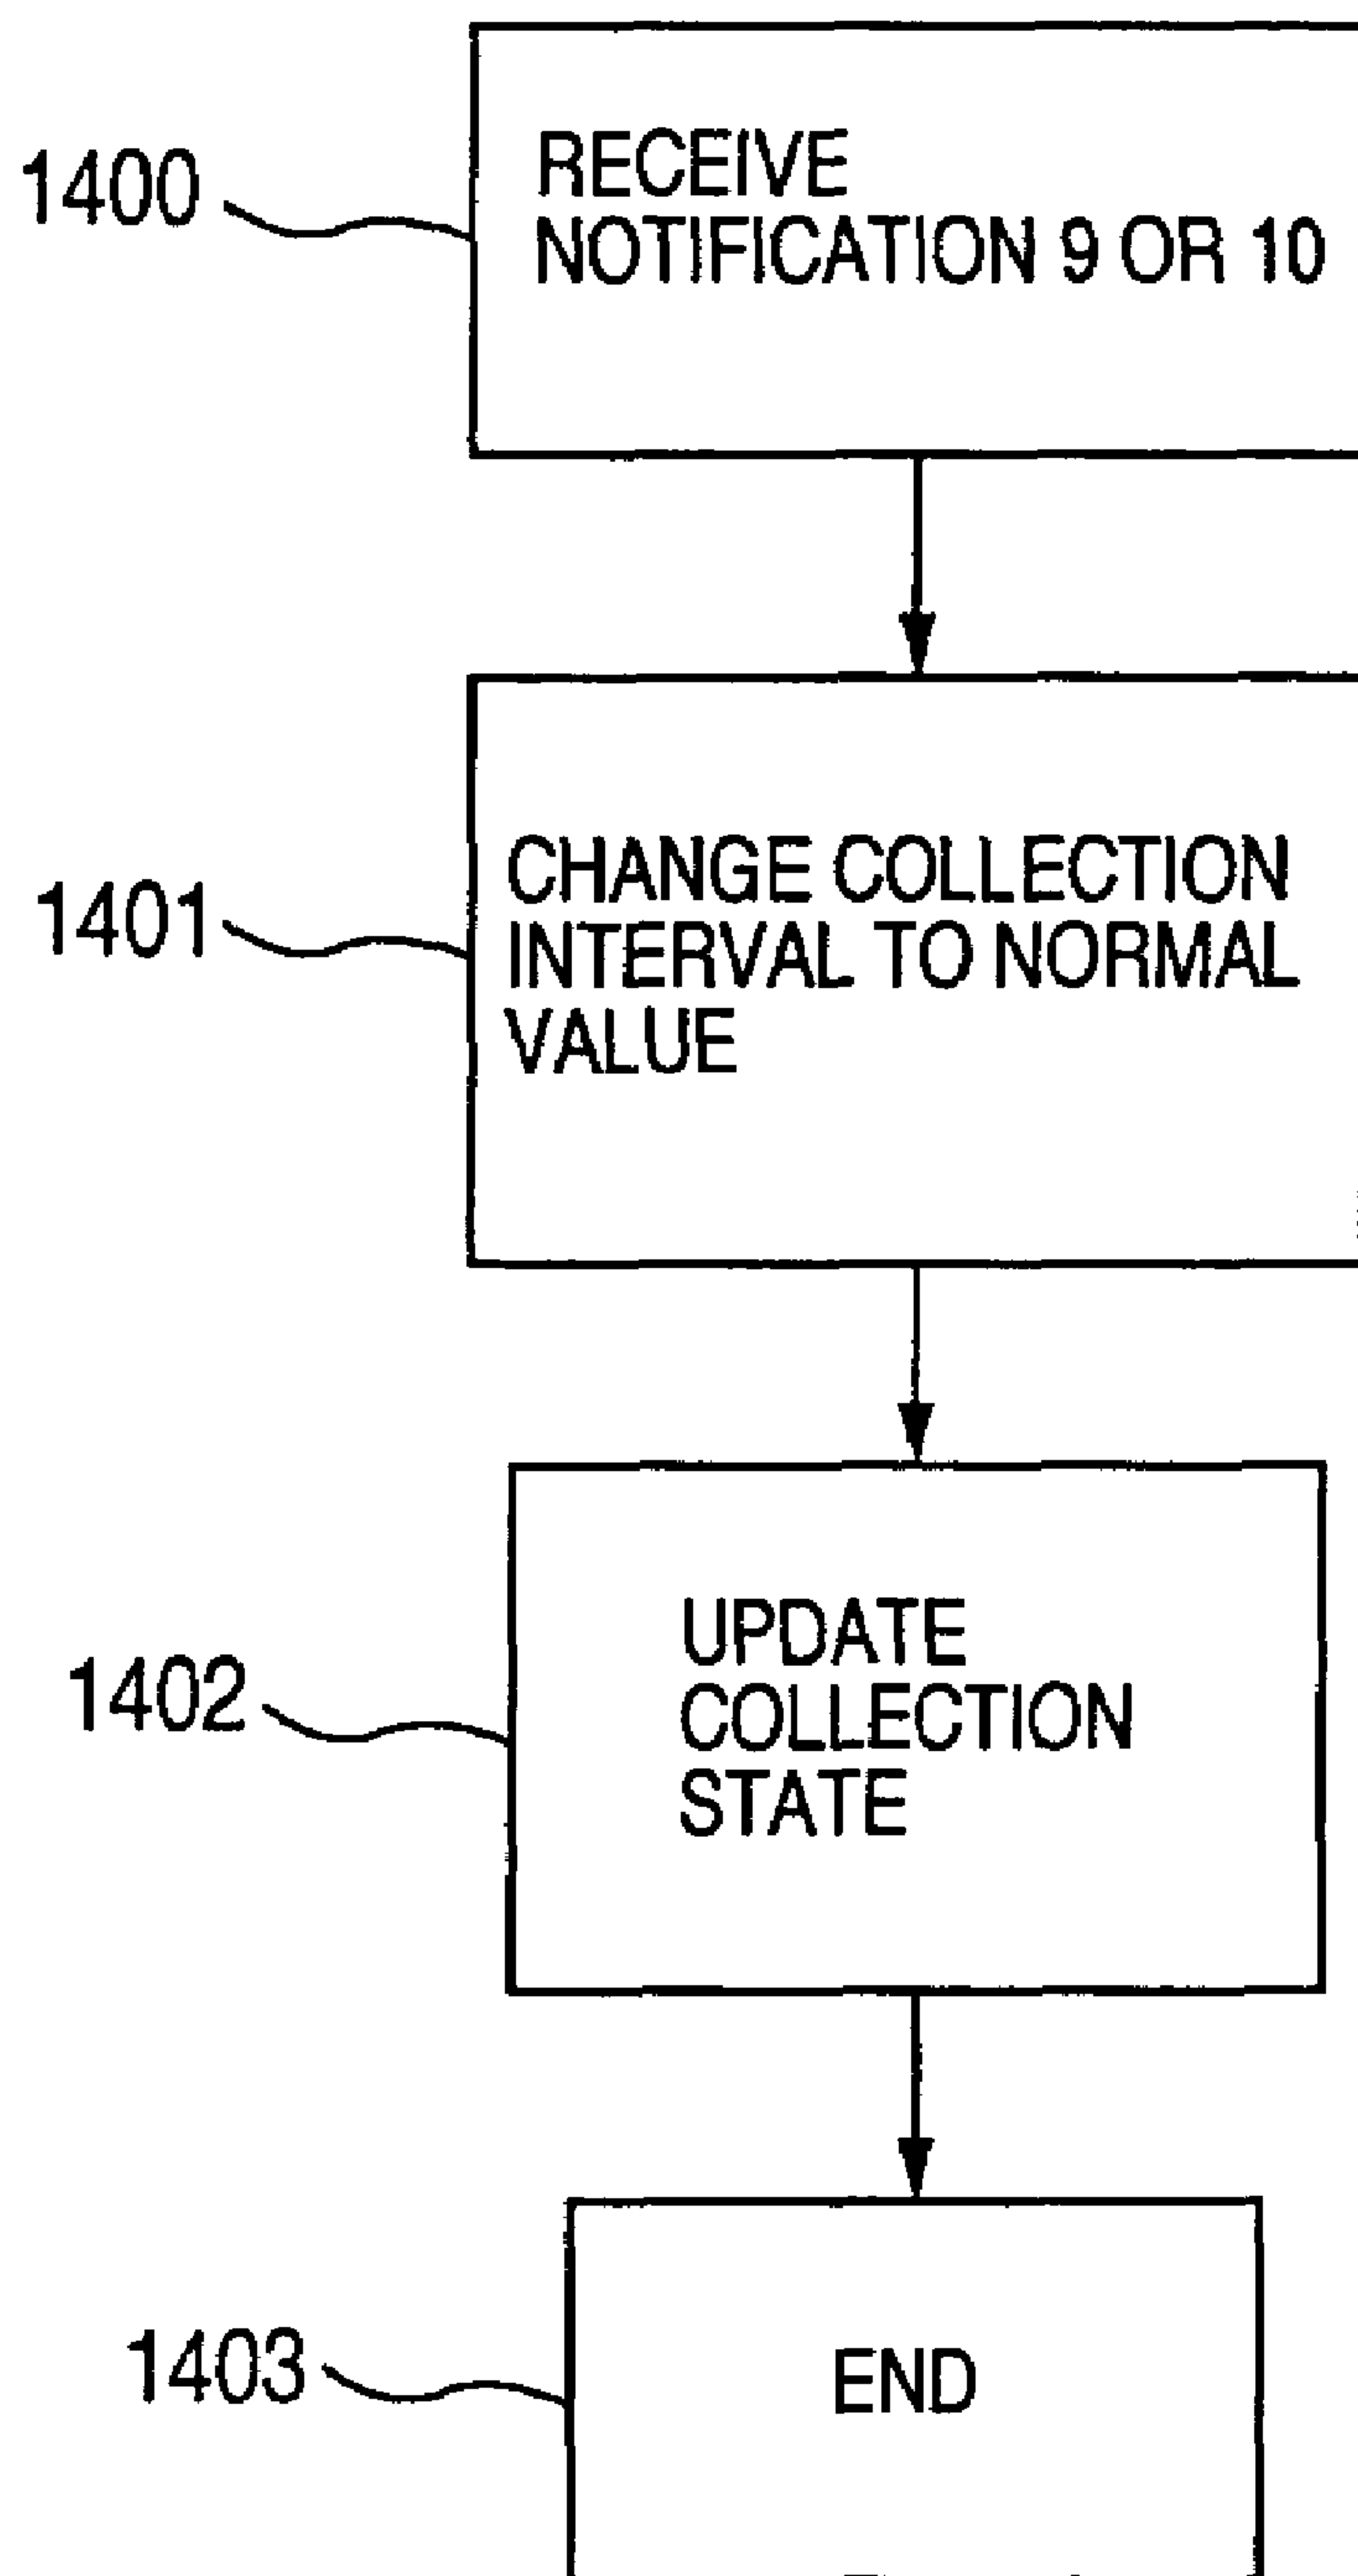 1400
RECEIVE
NOTIFICATION 9 OR 10
1401
CHANGE COLLECTION
INTERVAL TO NORMAL
VALUE
1402
UPDATE
COLLECTION
STATE
1403
END